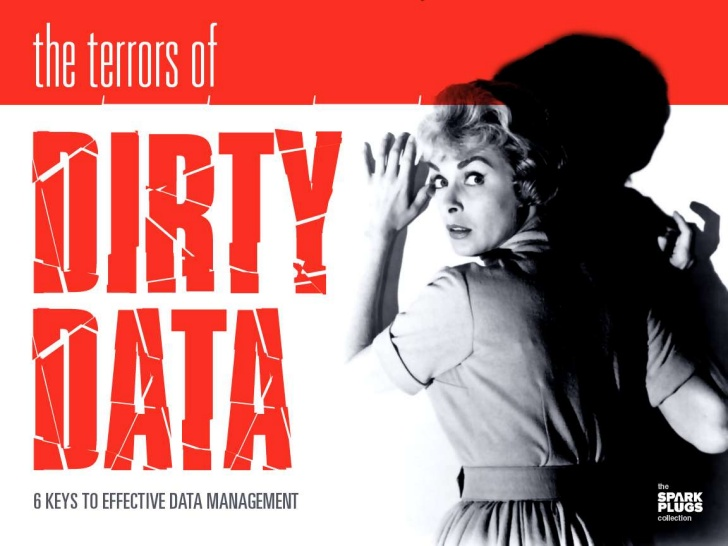 the terrors of
DIRTY
DATA
6 KEYS TO EFFECTIVE DATA MANAGEMENT
the
SPARK
PLUGS
collection